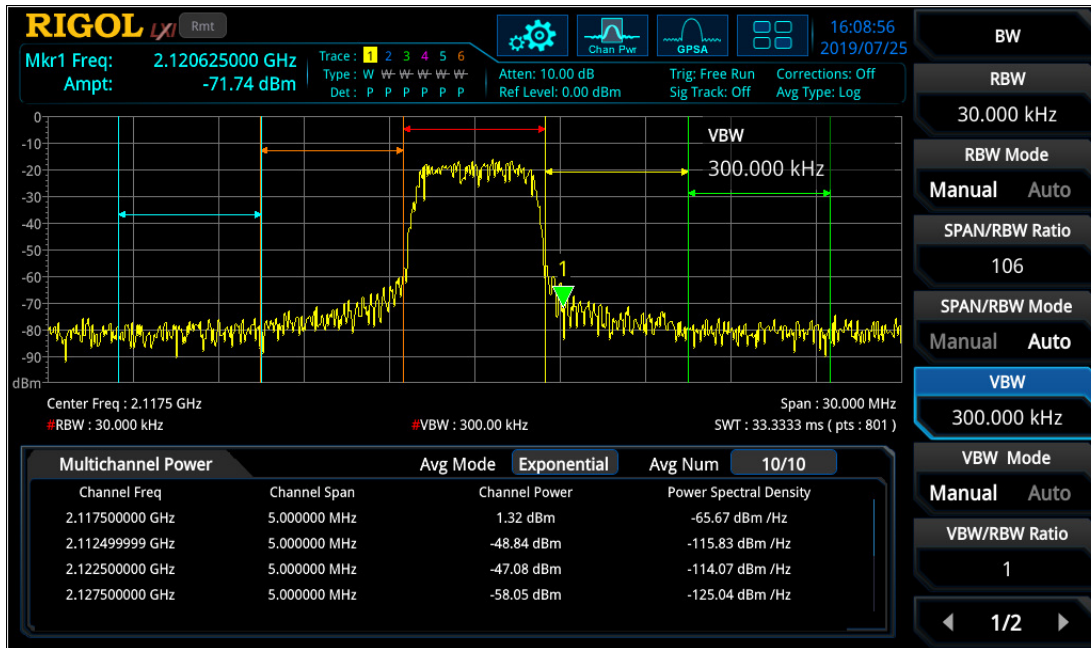 RIGOL LXI Rmt
Chan Pwr GPSA 16:08:56
2019/07/25
Mkr1 Freq: 2.120625000 GHz
Ampt: -71.74 dBm
Trace : 1 2 3 4 5 6
Type : W W W W W W
Det : P P P P P P
Atten: 10.00 dB
Ref Level: 0.00 dBm
Trig: Free Run
Sig Track: Off
Corrections: Off
Avg Type: Log
0
-10
-20
-30
-40
-50
-60
-70
-80
-90
dBm
VBW
300.000 kHz
1
Center Freq : 2.1175 GHz Span : 30.000 MHz
#RBW : 30.000 kHz #VBW : 300.00 kHz SWT : 33.3333 ms ( pts : 801 )
Multichannel Power Avg Mode Exponential Avg Num 10/10
Channel Freq Channel Span Channel Power Power Spectral Density
2.117500000 GHz 5.000000 MHz 1.32 dBm -65.67 dBm /Hz
2.112499999 GHz 5.000000 MHz -48.84 dBm -115.83 dBm /Hz
2.122500000 GHz 5.000000 MHz -47.08 dBm -114.07 dBm /Hz
2.127500000 GHz 5.000000 MHz -58.05 dBm -125.04 dBm /Hz
BW
RBW
30.000 kHz
RBW Mode
Manual Auto
SPAN/RBW Ratio
106
SPAN/RBW Mode
Manual Auto
VBW
300.000 kHz
VBW Mode
Manual Auto
VBW/RBW Ratio
1
1/2